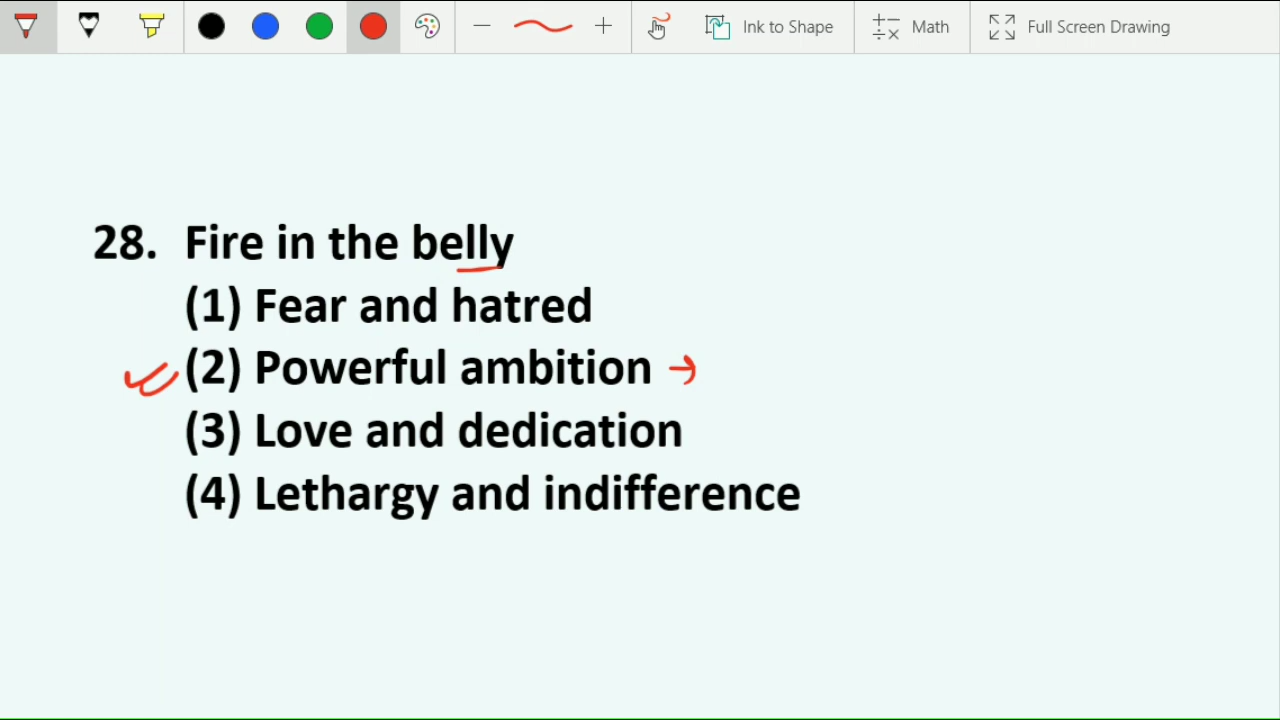 Ink to Shape Math Full Screen Drawing
28. Fire in the belly
(1) Fear and hatred
(2) Powerful ambition
(3) Love and dedication
(4) Lethargy and indifference